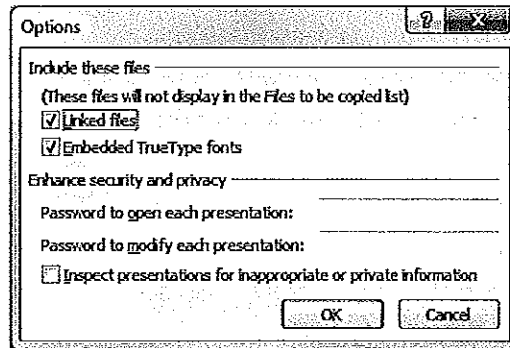 Options
Include these files
(These files will not display in the Files to be copied list)
Linked files
Embedded TrueType fonts
Enhance security and privacy
Password to open each presentation:
Password to modify each presentation:
Inspect presentations for inappropriate or private information
OK Cancel